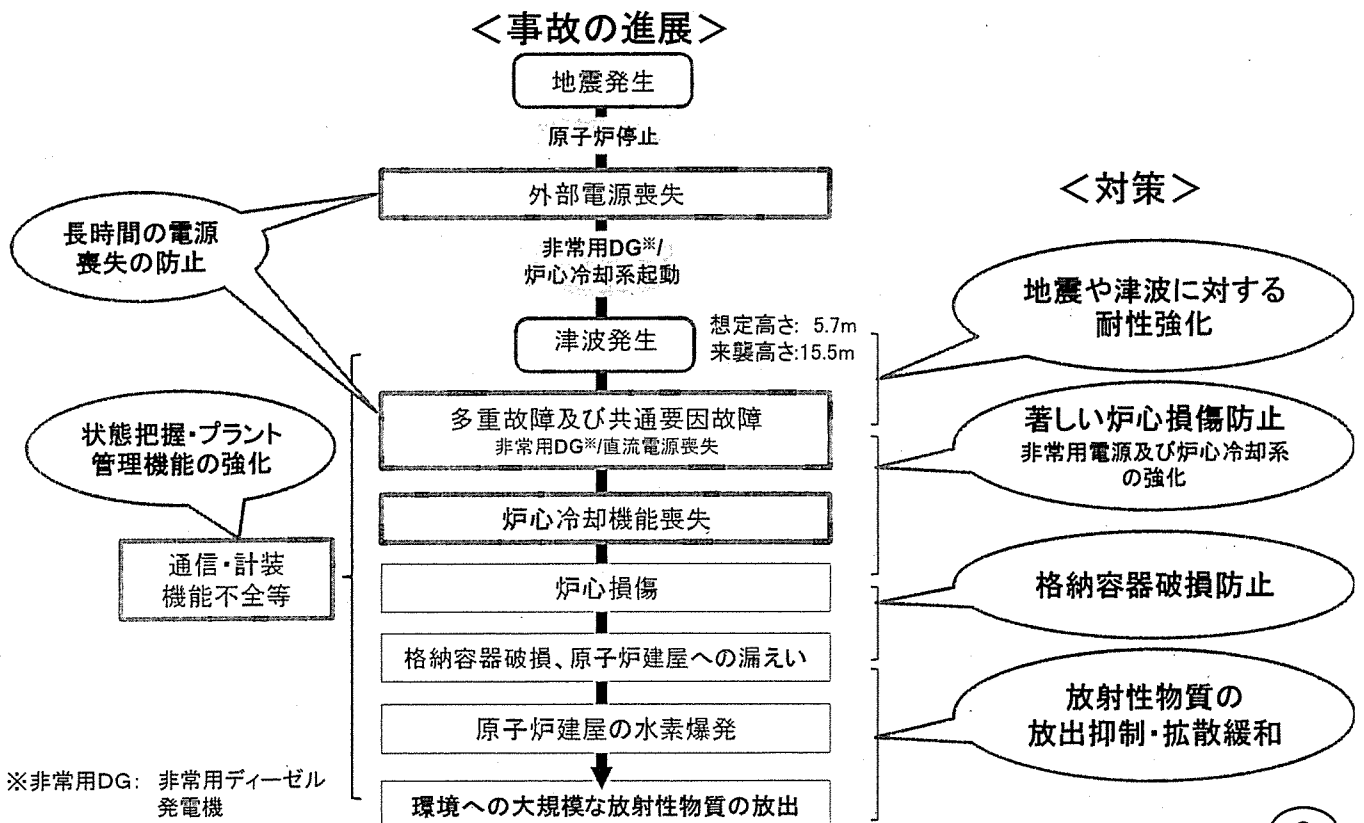 ＜事故の進展＞
地震発生
原子炉停止
外部電源喪失
非常用DG※/
炉心冷却系起動
津波発生
想定高さ: 5.7m
来襲高さ:15.5m
多重故障及び共通要因故障
非常用DG※/直流電源喪失
炉心冷却機能喪失
炉心損傷
格納容器破損、原子炉建屋への漏えい
原子炉建屋の水素爆発
環境への大規模な放射性物質の放出
長時間の電源
喪失の防止
状態把握・プラント
管理機能の強化
通信・計装
機能不全等
＜対策＞
地震や津波に対する
耐性強化
著しい炉心損傷防止
非常用電源及び炉心冷却系
の強化
格納容器破損防止
放射性物質の
放出抑制・拡散緩和
※非常用DG: 非常用ディーゼル
発電機